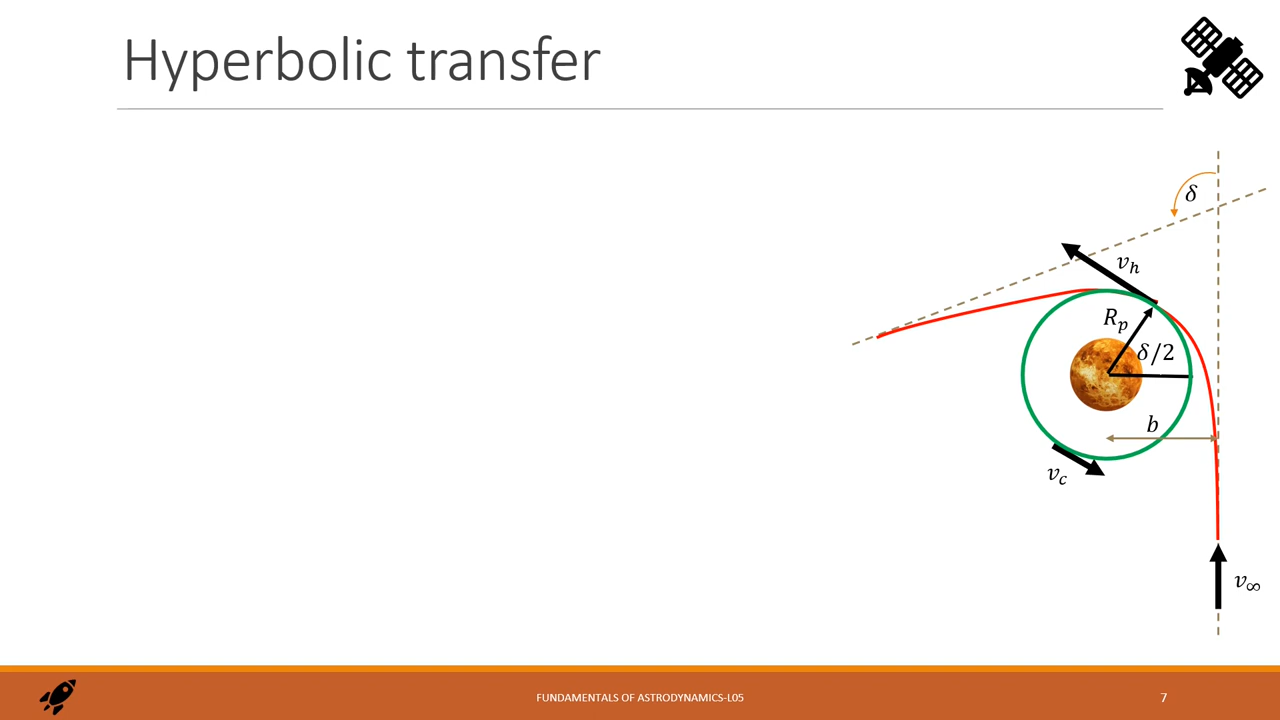 Hyperbolic transfer
δ
v_h
R_p
δ/2
b
v_c
v_∞
FUNDAMENTALS OF ASTRODYNAMICS-L05
7